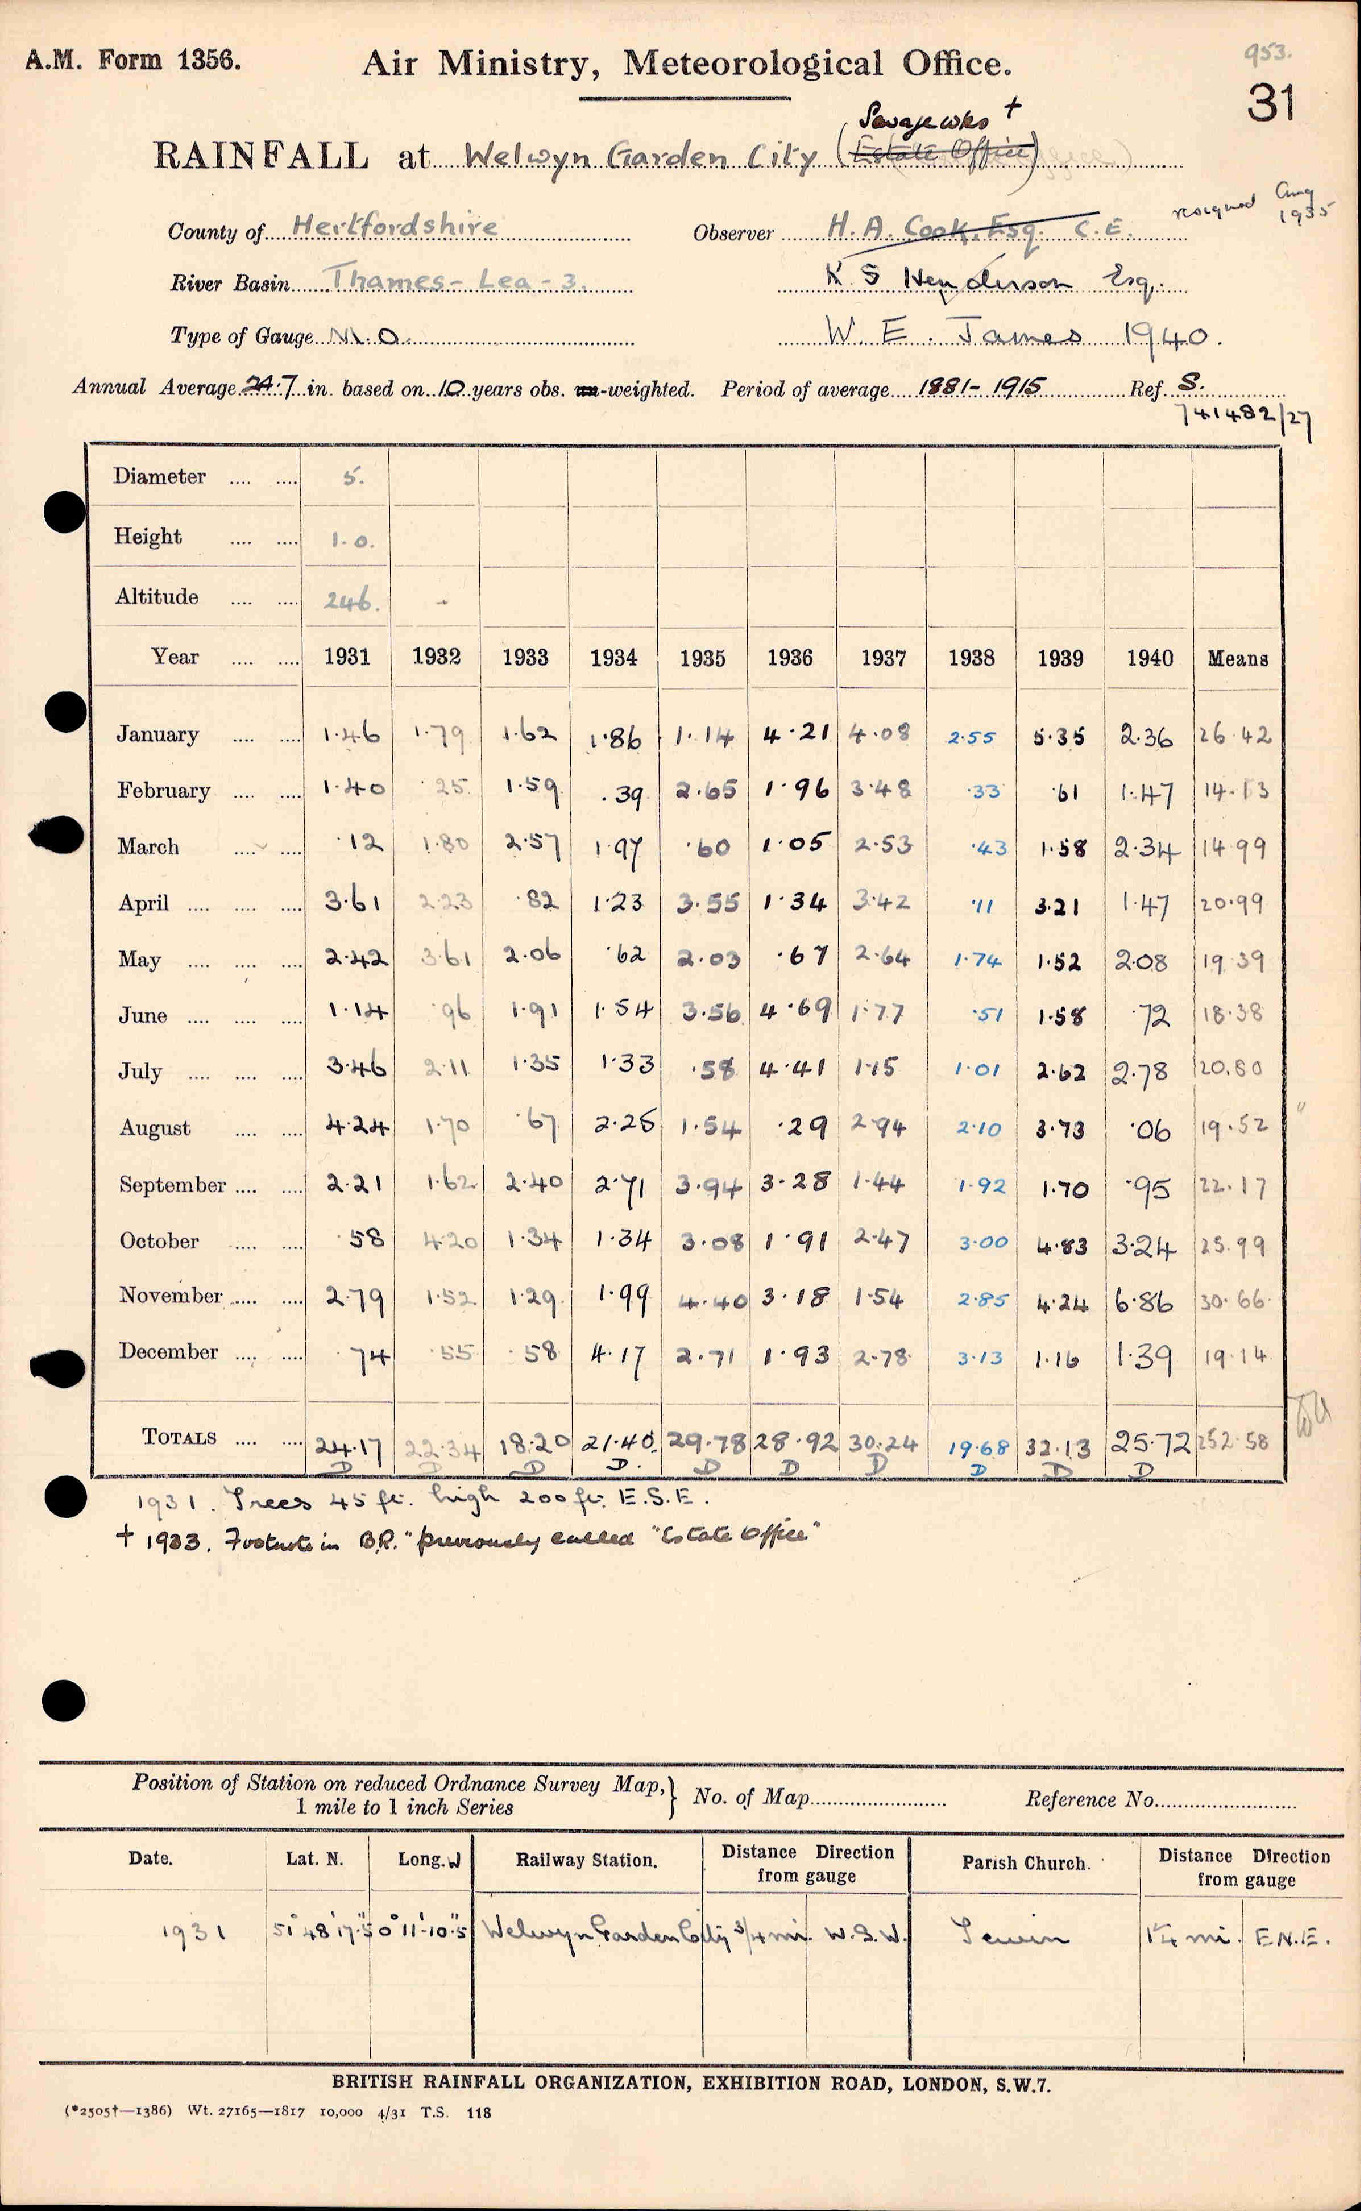 A.M. Form 1356.
Air Ministry, Meteorological Office.
953.
31
Sewage Wks +
RAINFALL at Welwyn Garden City (Estate Office)
County of Hertfordshire Observer H. A. Cook, Esq. C.E. resigned Aug 1935
River Basin Thames - Lea - 3. K S Henderson Esq.
Type of Gauge M.O. W. E. James 1940.
Annual Average 24.7 in. based on 10 years obs. un-weighted. Period of average 1881-1915 Ref. S.
741482/27
Diameter .... .... 5.
Height .... .... 1.0.
Altitude .... .... 246. -
Year .... .... 1931 1932 1933 1934 1935 1936 1937 1938 1939 1940 Means
January .... .... 1.46 1.79 1.62 1.86 1.14 4.21 4.08 2.55 5.35 2.36 26.42
February .... .... 1.40 .25 1.59 .39 2.65 1.96 3.48 .33 .61 1.47 14.13
March .... .... .12 1.80 2.57 1.97 .60 1.05 2.53 .43 1.58 2.34 14.99
April .... .... .... 3.61 2.23 .82 1.23 3.55 1.34 3.42 .11 3.21 1.47 20.99
May .... .... .... 2.42 3.61 2.06 .62 2.03 .67 2.64 1.74 1.52 2.08 19.39
June .... .... .... 1.14 .96 1.91 1.54 3.56 4.69 1.77 .51 1.58 .72 18.38
July .... .... .... 3.46 2.11 1.35 1.33 .58 4.41 1.15 1.01 2.62 2.78 20.80
August .... .... 4.24 1.70 .67 2.25 1.54 .29 2.94 2.10 3.73 .06 19.52
September .... .... 2.21 1.62 2.40 2.71 3.94 3.28 1.44 1.92 1.70 .95 22.17
October .... .... .58 4.20 1.34 1.34 3.08 1.91 2.47 3.00 4.83 3.24 25.99
November .... .... 2.79 1.52 1.29 1.99 4.40 3.18 1.54 2.85 4.24 6.86 30.66
December .... .... .74 .55 .58 4.17 2.71 1.93 2.78 3.13 1.16 1.39 19.14
TOTALS .... .... 24.17 22.34 18.20 21.40 29.78 28.92 30.24 19.68 32.13 25.72 252.58
D D D D. D D D D D D
1931. Trees 45 ft. high 200 ft. E.S.E.
+ 1933. Footnote in B.R. "previously called "Estate Office"
Position of Station on reduced Ordnance Survey Map, 1 mile to 1 inch Series } No. of Map Reference No.
Date. Lat. N. Long. W Railway Station. Distance Direction from gauge Parish Church. Distance Direction from gauge
1931 51° 48' 17".5 0° 11' 10".5 Welwyn Garden City 3/4 mi. W.S.W. Tewin 1¼ mi. E.N.E.
BRITISH RAINFALL ORGANIZATION, EXHIBITION ROAD, LONDON, S.W.7.
(*2505†—1386) Wt. 27165—1817 10,000 4/31 T.S. 118